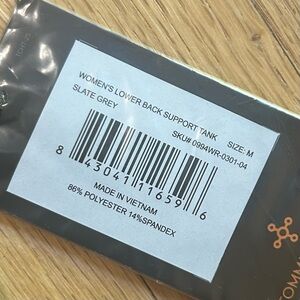 WOMEN'S LOWER BACK SUPPORT TANK
SLATE GREY SIZE: M
SKU# 0994WR-0301-04
8 43041 11659 6
MADE IN VIETNAM
86% POLYESTER 14%SPANDEX